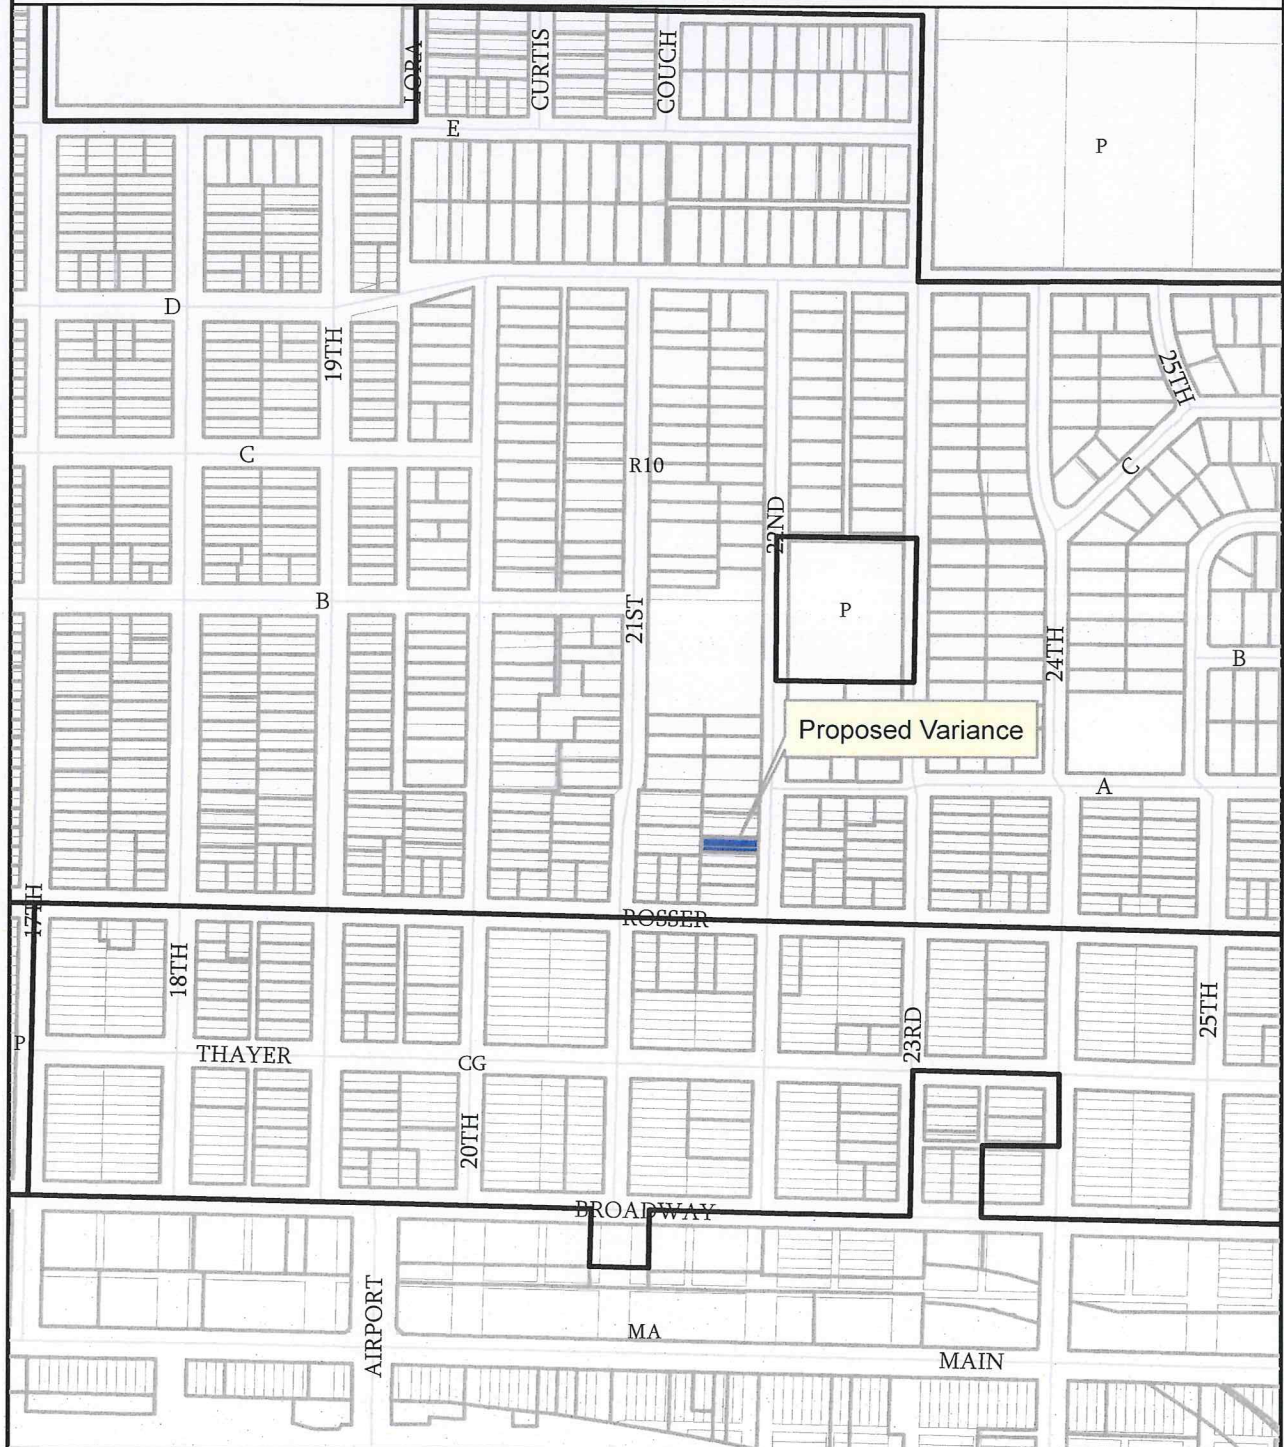 LORA
CURTIS
COUCH
E
P
D
19TH
25TH
C
R10
C
22ND
B
21ST
P
24TH
B
Proposed Variance
A
17TH
ROSSER
18TH
23RD
25TH
P
THAYER
CG
20TH
BROADWAY
AIRPORT
MA
MAIN